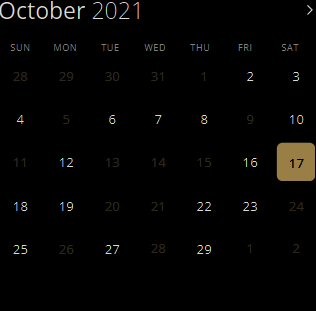 October 2021 >
SUN MON TUE WED THU FRI SAT
28 29 30 31 1 2 3
4 5 6 7 8 9 10
11 12 13 14 15 16 17
18 19 20 21 22 23 24
25 26 27 28 29 1 2